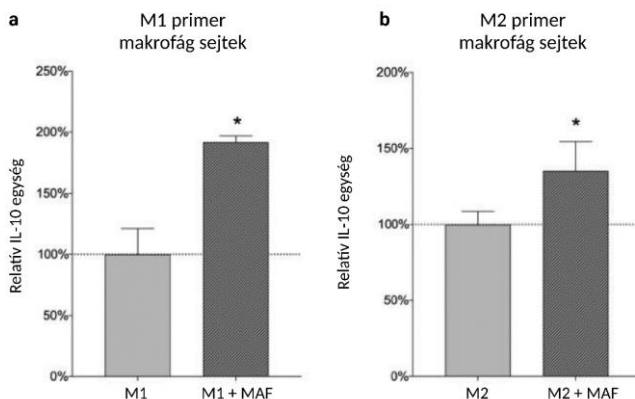 a
M1 primer
makrofág sejtek
Relatív IL-10 egység
250%
200%
150%
100%
50%
0%
*
M1
M1 + MAF
b
M2 primer
makrofág sejtek
Relatív IL-10 egység
200%
150%
100%
50%
0%
*
M2
M2 + MAF